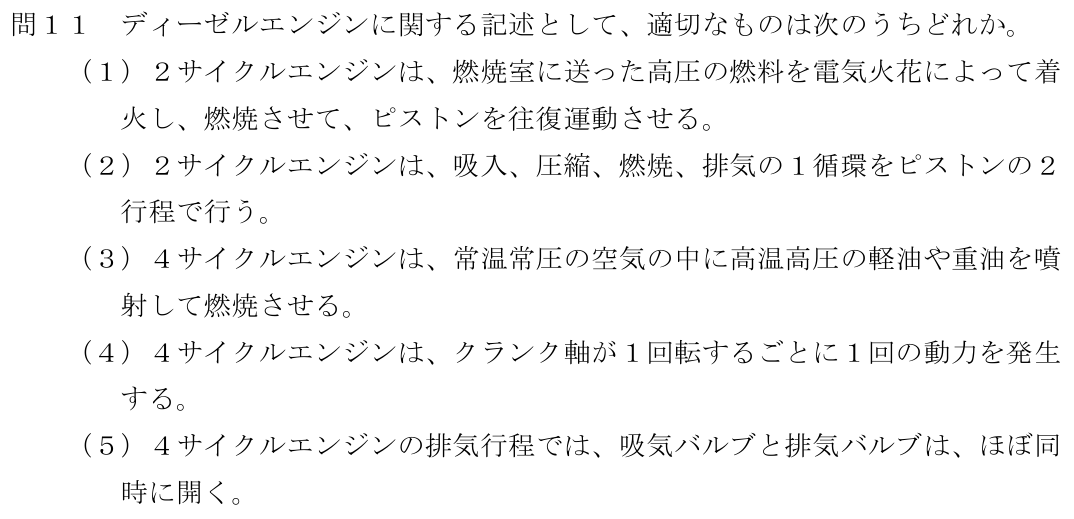 問１１　ディーゼルエンジンに関する記述として、適切なものは次のうちどれか。
（１）２サイクルエンジンは、燃焼室に送った高圧の燃料を電気火花によって着
火し、燃焼させて、ピストンを往復運動させる。
（２）２サイクルエンジンは、吸入、圧縮、燃焼、排気の１循環をピストンの２
行程で行う。
（３）４サイクルエンジンは、常温常圧の空気の中に高温高圧の軽油や重油を噴
射して燃焼させる。
（４）４サイクルエンジンは、クランク軸が１回転するごとに１回の動力を発生
する。
（５）４サイクルエンジンの排気行程では、吸気バルブと排気バルブは、ほぼ同
時に開く。